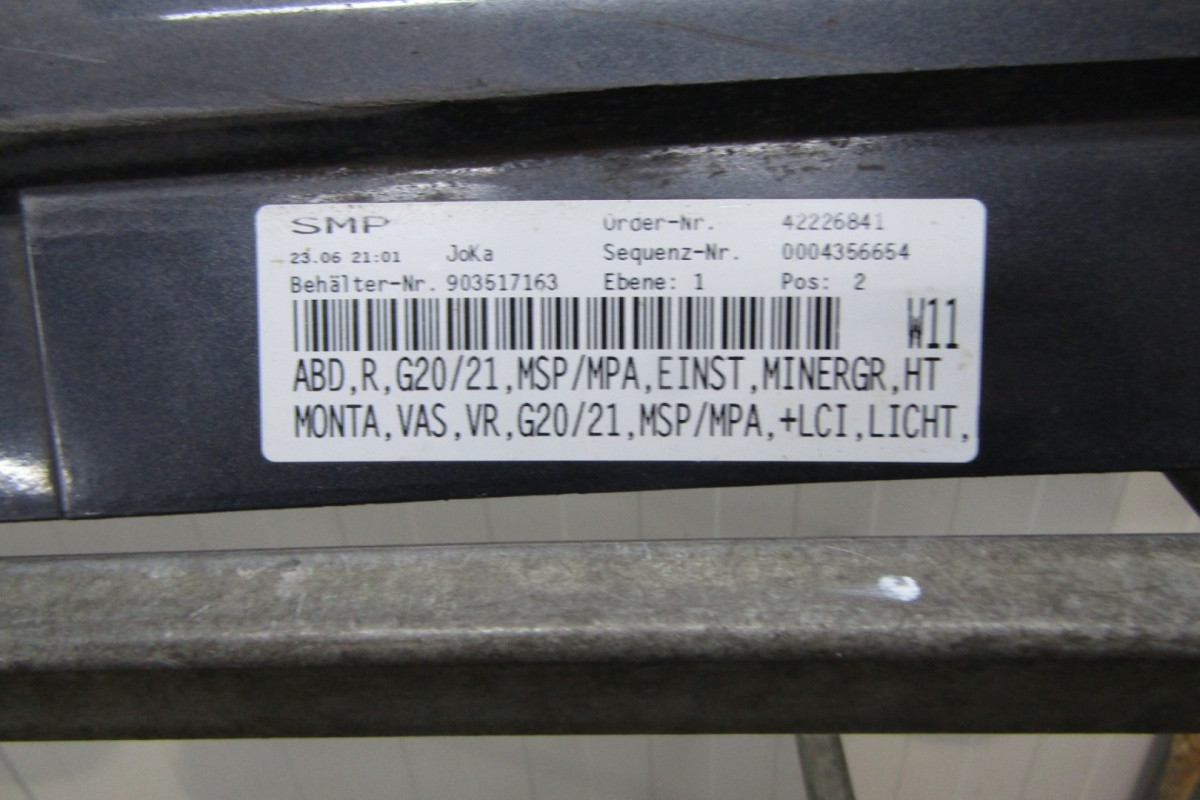 SMP Order-Nr. 42226841
23.06 21:01 JoKa Sequenz-Nr. 0004356654
Behälter-Nr. 903517163 Ebene: 1 Pos: 2
W11
ABD,R,G20/21,MSP/MPA,EINST,MINERGR,HT
MONTA,VAS,VR,G20/21,MSP/MPA,+LCI,LICHT,